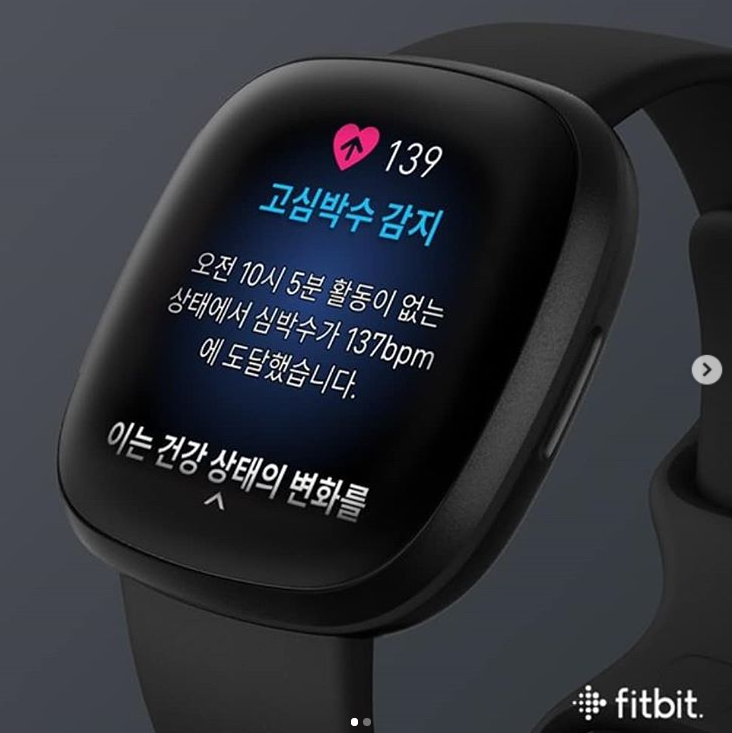 139
고심박수 감지
오전 10시 5분 활동이 없는
상태에서 심박수가 137bpm
에 도달했습니다.
이는 건강 상태의 변화를
fitbit.